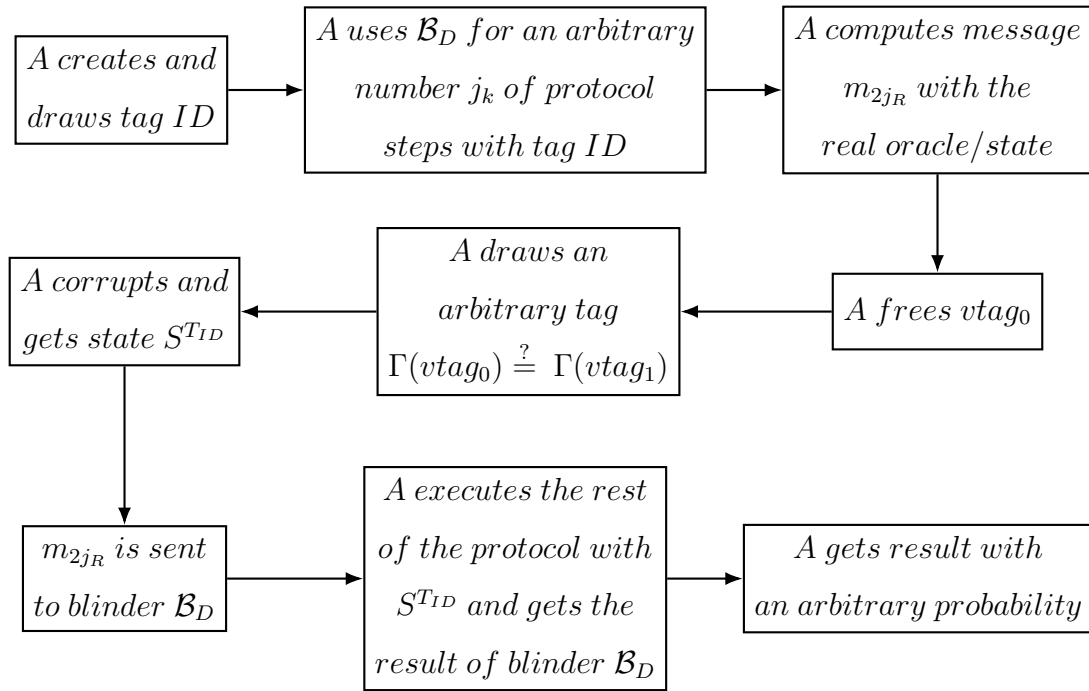 A creates and
draws tag ID
A uses 𝓑_D for an arbitrary
number j_k of protocol
steps with tag ID
A computes message
m_{2j_R} with the
real oracle/state
A frees vtag_0
A draws an
arbitrary tag
Γ(vtag_0) ≟ Γ(vtag_1)
A corrupts and
gets state S^{T_{ID}}
m_{2j_R} is sent
to blinder 𝓑_D
A executes the rest
of the protocol with
S^{T_{ID}} and gets the
result of blinder 𝓑_D
A gets result with
an arbitrary probability